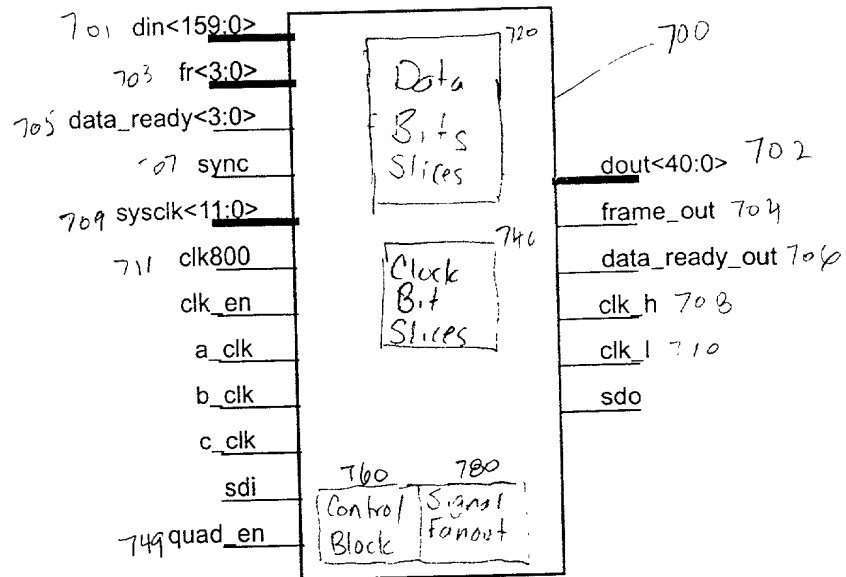 701 din<159:0>
703 fr<3:0>
705 data_ready<3:0>
707 sync
709 sysclk<11:0>
711 clk800
clk_en
a_clk
b_clk
c_clk
sdi
749 quad_en
720
Data
Bits
Slices
740
Clock
Bit
Slices
760
Control
Block
780
Signal
Fanout
700
dout<40:0> 702
frame_out 704
data_ready_out 706
clk_h 708
clk_l 710
sdo